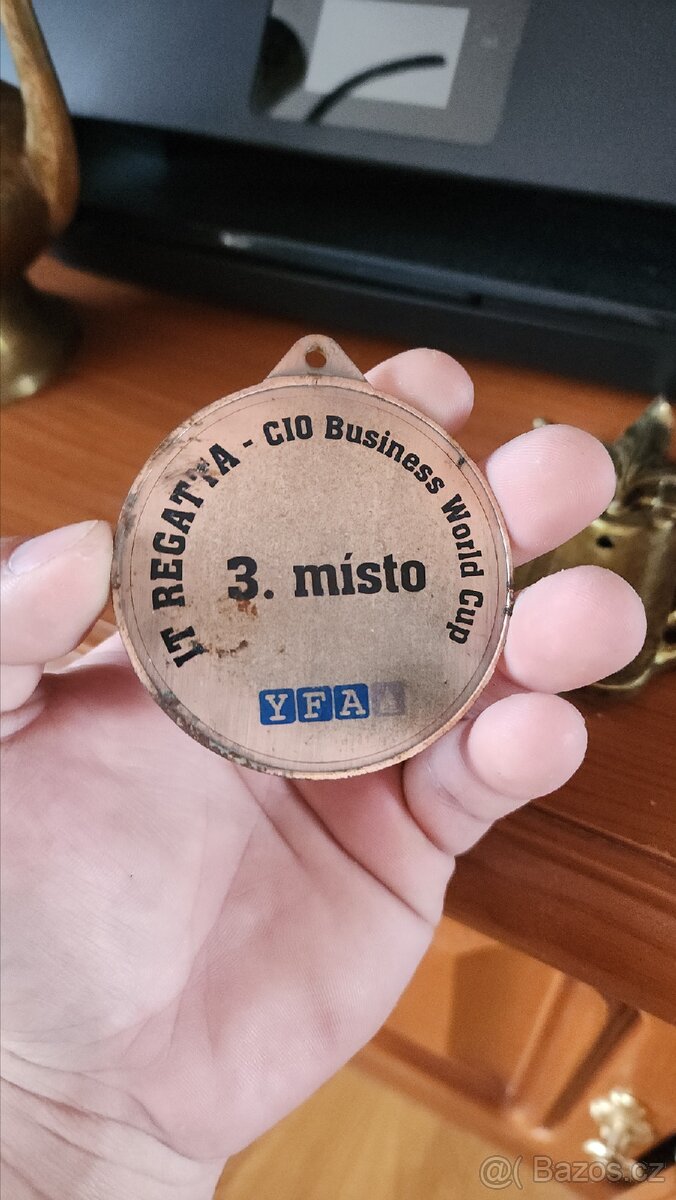 IT REGATTA - CIO Business World Cup
3. místo
YFA
@( Bazos.cz